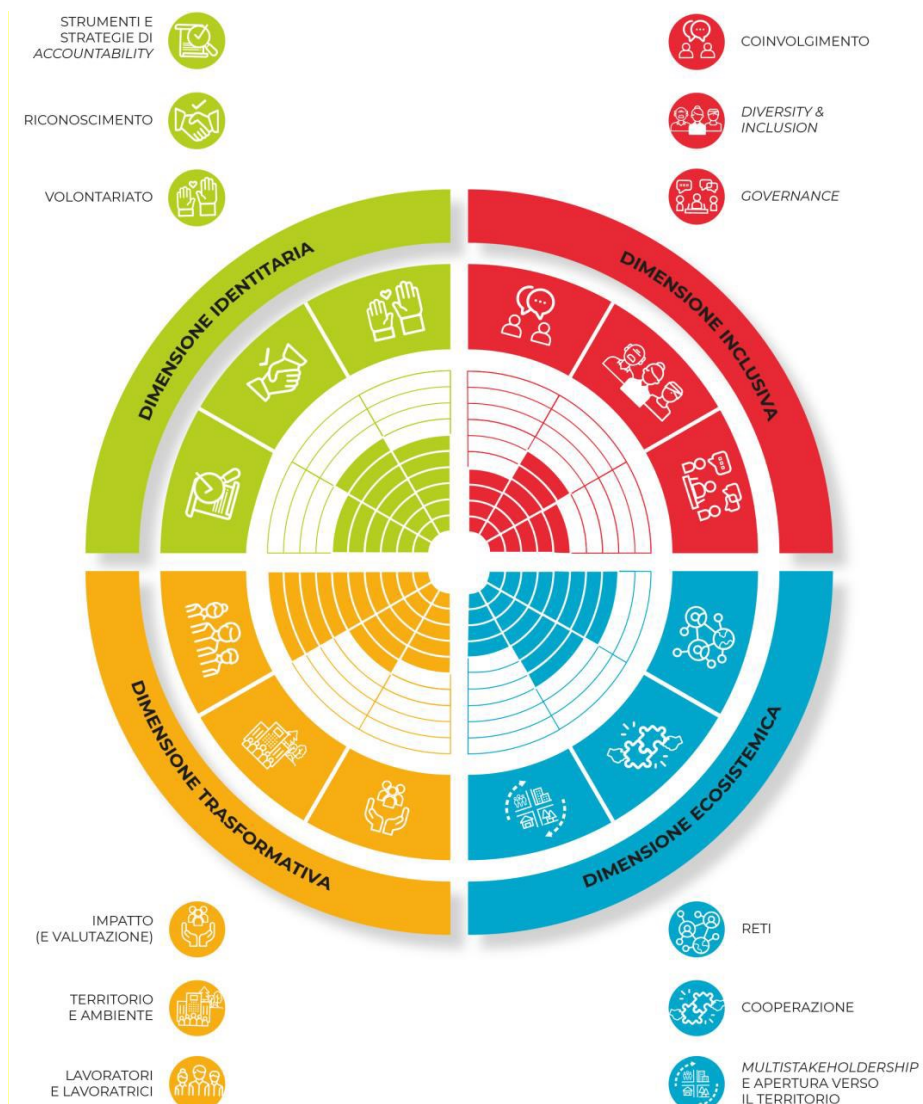 STRUMENTI E
STRATEGIE DI
ACCOUNTABILITY
RICONOSCIMENTO
VOLONTARIATO
COINVOLGIMENTO
DIVERSITY &
INCLUSION
GOVERNANCE
DIMENSIONE IDENTITARIA
DIMENSIONE INCLUSIVA
DIMENSIONE TRASFORMATIVA
DIMENSIONE ECOSISTEMICA
IMPATTO
(E VALUTAZIONE)
TERRITORIO
E AMBIENTE
LAVORATORI
E LAVORATRICI
RETI
COOPERAZIONE
MULTISTAKEHOLDERSHIP
E APERTURA VERSO
IL TERRITORIO